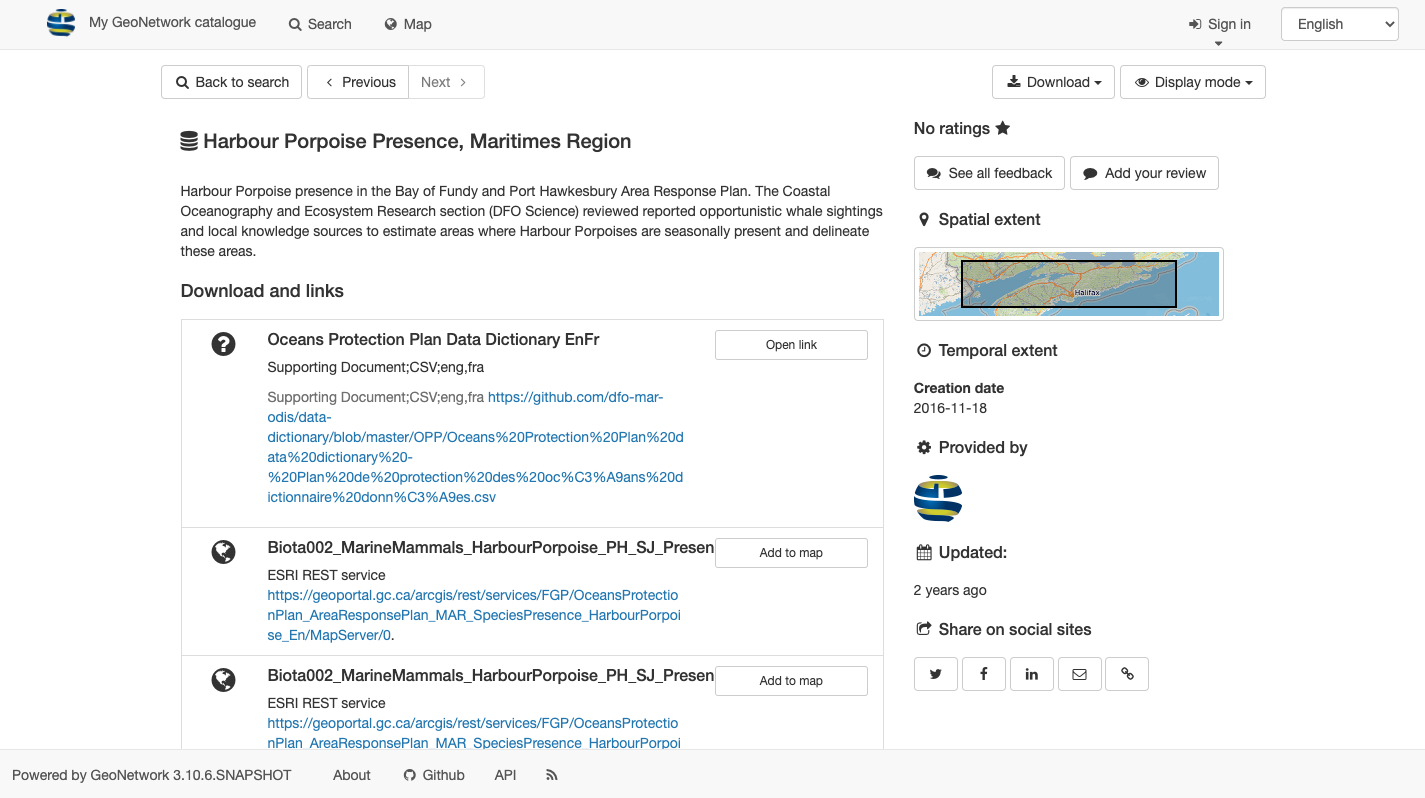 My GeoNetwork catalogue
Search
Map
Sign in
English
Back to search
Previous
Next
Download
Display mode
Harbour Porpoise Presence, Maritimes Region
Harbour Porpoise presence in the Bay of Fundy and Port Hawkesbury Area Response Plan. The Coastal
Oceanography and Ecosystem Research section (DFO Science) reviewed reported opportunistic whale sightings
and local knowledge sources to estimate areas where Harbour Porpoises are seasonally present and delineate
these areas.
Download and links
Oceans Protection Plan Data Dictionary EnFr
Open link
Supporting Document;CSV;eng,fra
Supporting Document;CSV;eng,fra https://github.com/dfo-mar-
odis/data-
dictionary/blob/master/OPP/Oceans%20Protection%20Plan%20d
ata%20dictionary%20-
%20Plan%20de%20protection%20des%20oc%C3%A9ans%20d
ictionnaire%20donn%C3%A9es.csv
Biota002_MarineMammals_HarbourPorpoise_PH_SJ_Presen
Add to map
ESRI REST service
https://geoportal.gc.ca/arcgis/rest/services/FGP/OceansProtectio
nPlan_AreaResponsePlan_MAR_SpeciesPresence_HarbourPorpoi
se_En/MapServer/0.
Biota002_MarineMammals_HarbourPorpoise_PH_SJ_Presen
Add to map
ESRI REST service
https://geoportal.gc.ca/arcgis/rest/services/FGP/OceansProtectio
nPlan_AreaResponsePlan_MAR_SpeciesPresence_HarbourPorpoi
No ratings
See all feedback
Add your review
Spatial extent
Halifax
Temporal extent
Creation date
2016-11-18
Provided by
Updated:
2 years ago
Share on social sites
Powered by GeoNetwork 3.10.6.SNAPSHOT
About
Github
API